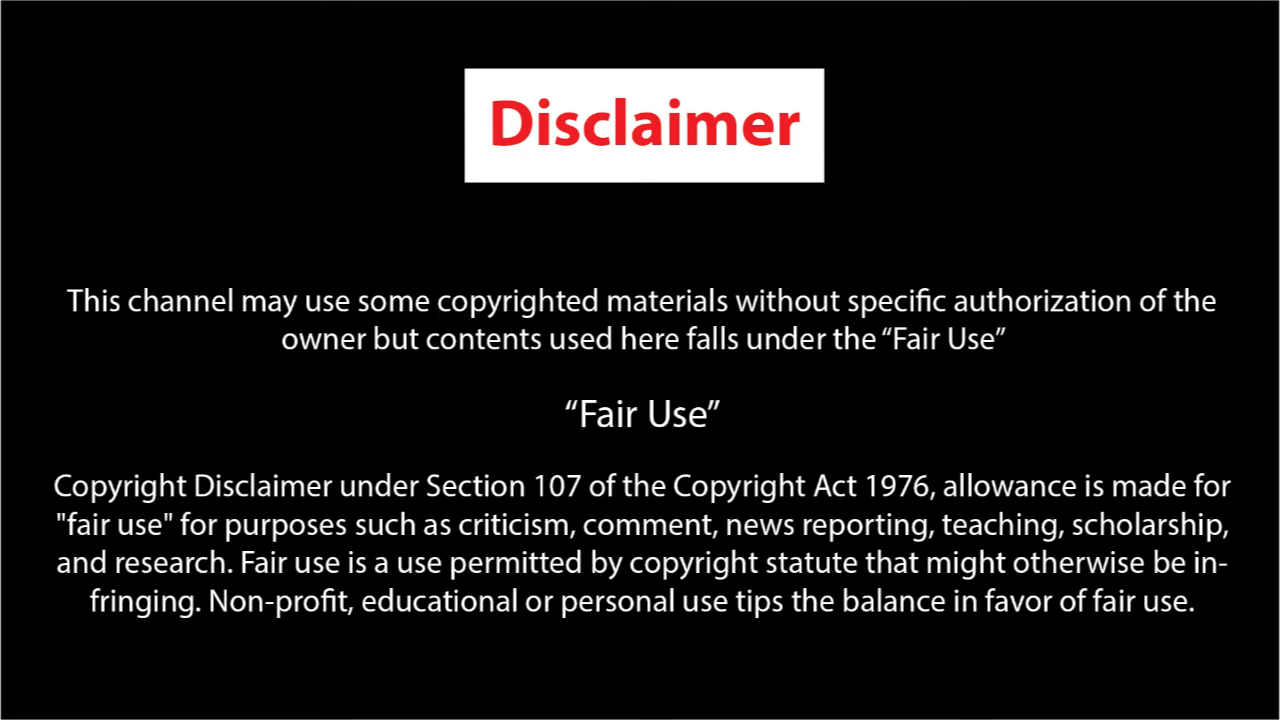 Disclaimer
This channel may use some copyrighted materials without specific authorization of the
owner but contents used here falls under the “Fair Use”
“Fair Use”
Copyright Disclaimer under Section 107 of the Copyright Act 1976, allowance is made for
"fair use" for purposes such as criticism, comment, news reporting, teaching, scholarship,
and research. Fair use is a use permitted by copyright statute that might otherwise be in-
fringing. Non-profit, educational or personal use tips the balance in favor of fair use.